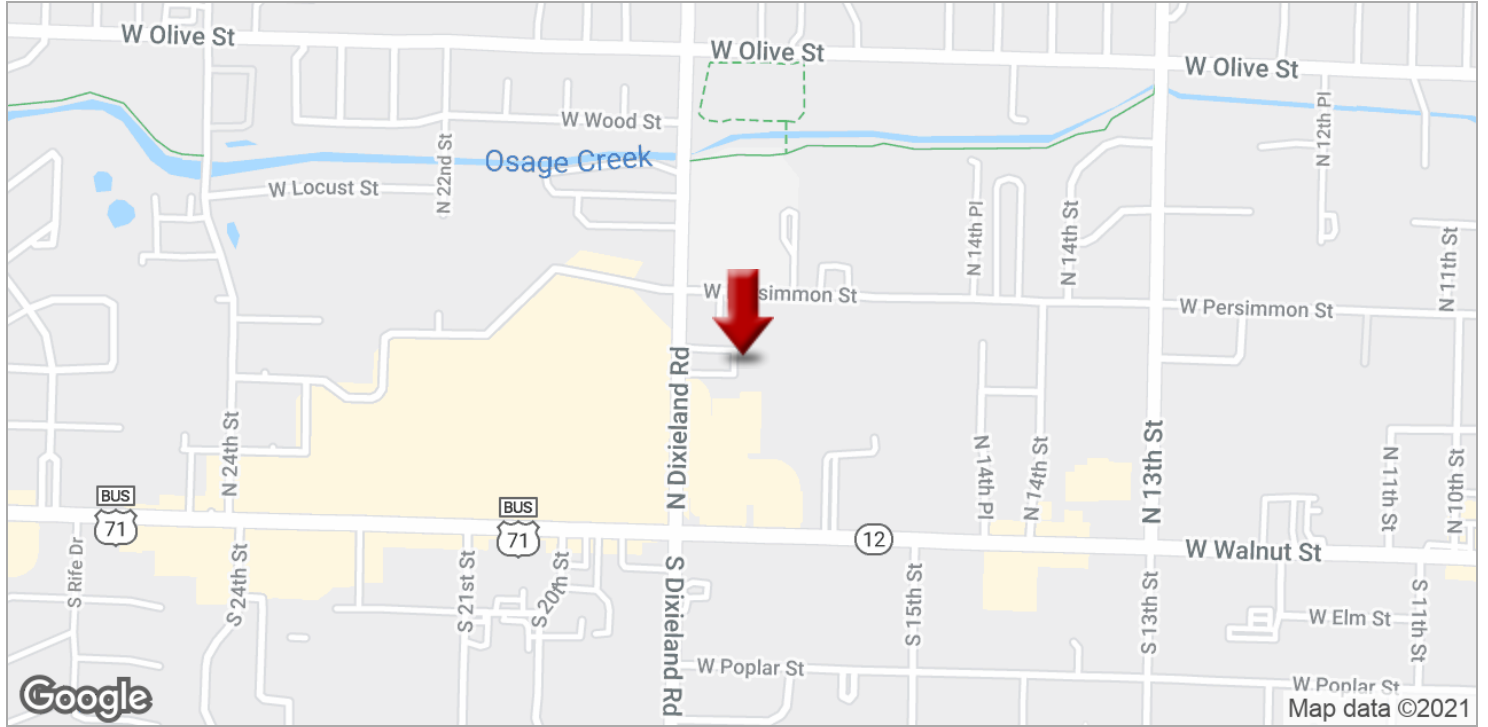 W Olive St
W Olive St
W Olive St
W Wood St
N 22nd St
N 12th Pl
Osage Creek
W Locust St
N 14th Pl
N 14th St
N 11th St
W
simmon St
W Persimmon St
N Dixieland Rd
N 24th St
N 14th Pl
N 14th St
N 13th St
N 11th St
N 10th St
BUS
71
BUS
71
12
W Walnut St
S Rife Dr
S 24th St
S 21st St
S 20th St
S Dixieland Rd
S 15th St
S 13th St
S 11th St
W Elm St
W Poplar St
W Poplar St
Google
Map data ©2021